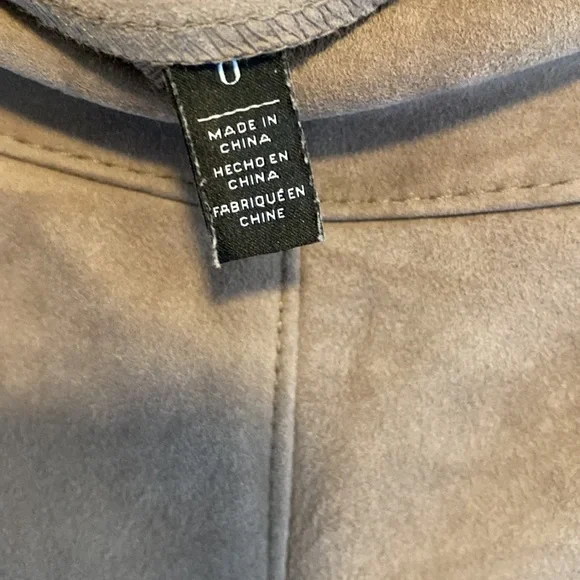 0
MADE IN
CHINA
HECHO EN
CHINA
FABRIQUÉ EN
CHINE